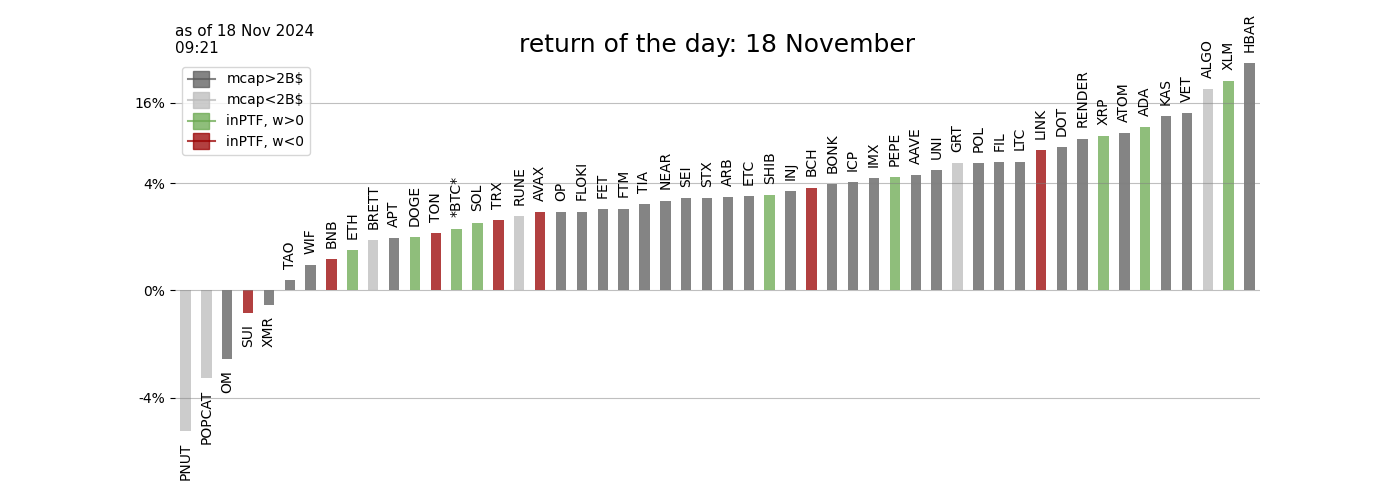 as of 18 Nov 2024
09:21
return of the day: 18 November
mcap>2B$
mcap<2B$
inPTF, w>0
inPTF, w<0
16%
4%
0%
-4%
PNUT
POPCAT
OM
SUI
XMR
TAO
WIF
BNB
ETH
BRETT
APT
DOGE
TON
*BTC*
SOL
TRX
RUNE
AVAX
OP
FLOKI
FET
FTM
TIA
NEAR
SEI
STX
ARB
ETC
SHIB
INJ
BCH
BONK
ICP
IMX
PEPE
AAVE
UNI
GRT
POL
FIL
LTC
LINK
DOT
RENDER
XRP
ATOM
ADA
KAS
VET
ALGO
XLM
HBAR